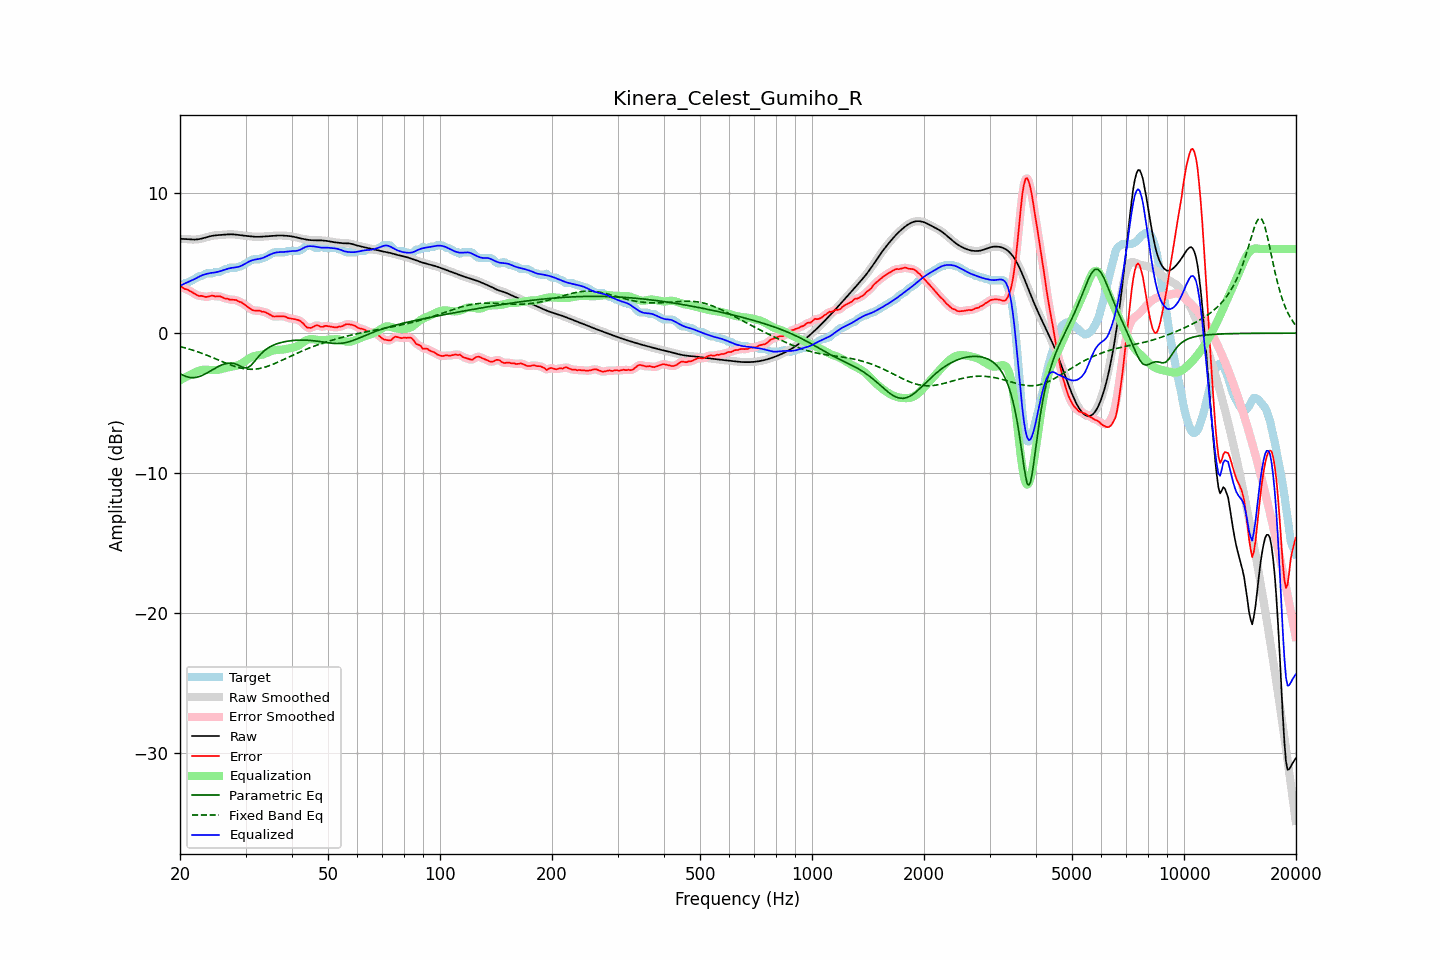 Kinera_Celest_Gumiho_R
Amplitude (dBr)
10
0
−10
−20
−30
Target
Raw Smoothed
Error Smoothed
Raw
Error
Equalization
Parametric Eq
Fixed Band Eq
Equalized
20 50 100 200 500 1000 2000 5000 10000 20000
Frequency (Hz)